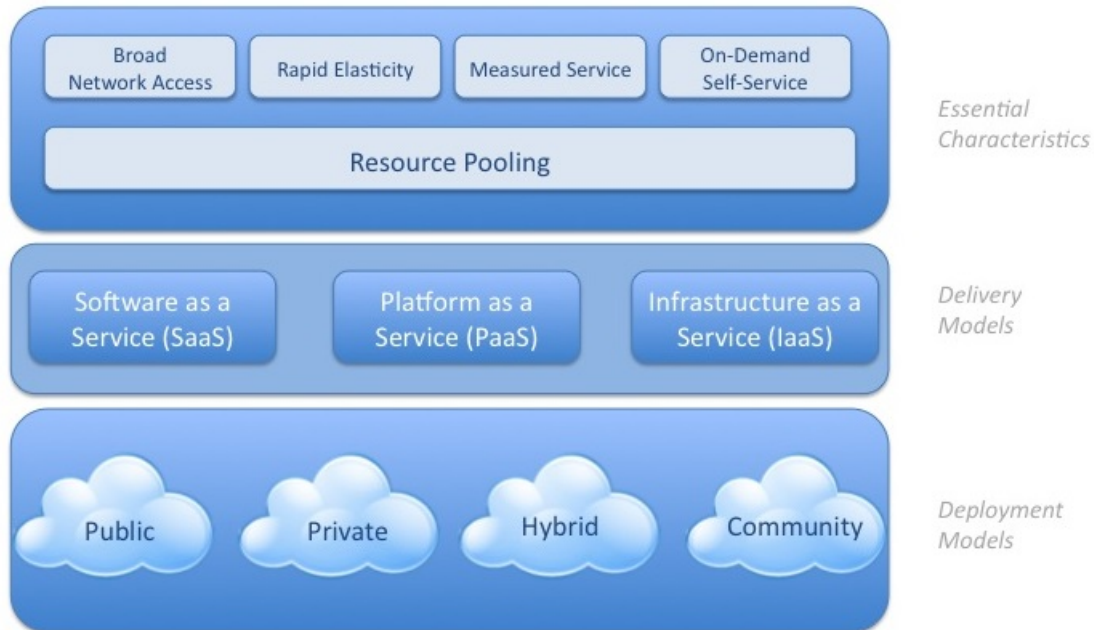 Broad
Network Access
Rapid Elasticity
Measured Service
On-Demand
Self-Service
Resource Pooling
Essential
Characteristics
Software as a
Service (SaaS)
Platform as a
Service (PaaS)
Infrastructure as a
Service (IaaS)
Delivery
Models
Public
Private
Hybrid
Community
Deployment
Models